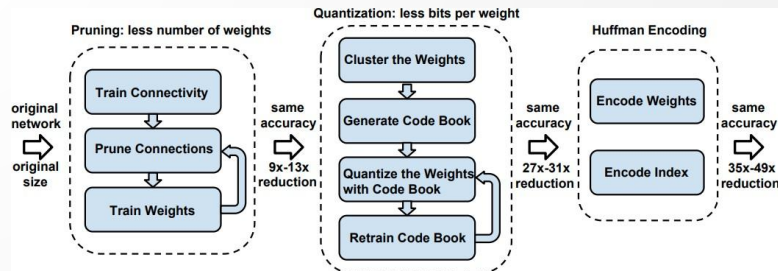 Pruning: less number of weights
Train Connectivity
Prune Connections
Train Weights
original
network
original
size
same
accuracy
9x-13x
reduction
Quantization: less bits per weight
Cluster the Weights
Generate Code Book
Quantize the Weights
with Code Book
Retrain Code Book
same
accuracy
27x-31x
reduction
Huffman Encoding
Encode Weights
Encode Index
same
accuracy
35x-49x
reduction